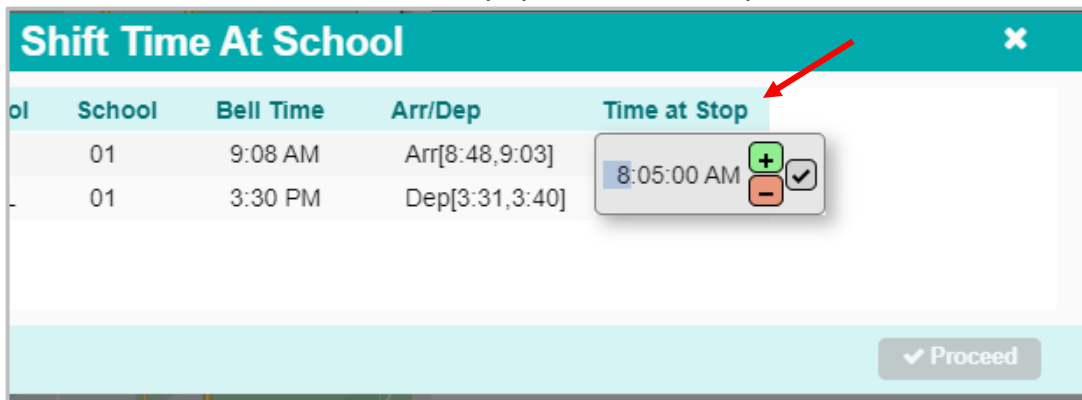 Shift Time At School ×
ol School Bell Time Arr/Dep Time at Stop
01 9:08 AM Arr[8:48,9:03] 8:05:00 AM + −
01 3:30 PM Dep[3:31,3:40]
✔ Proceed